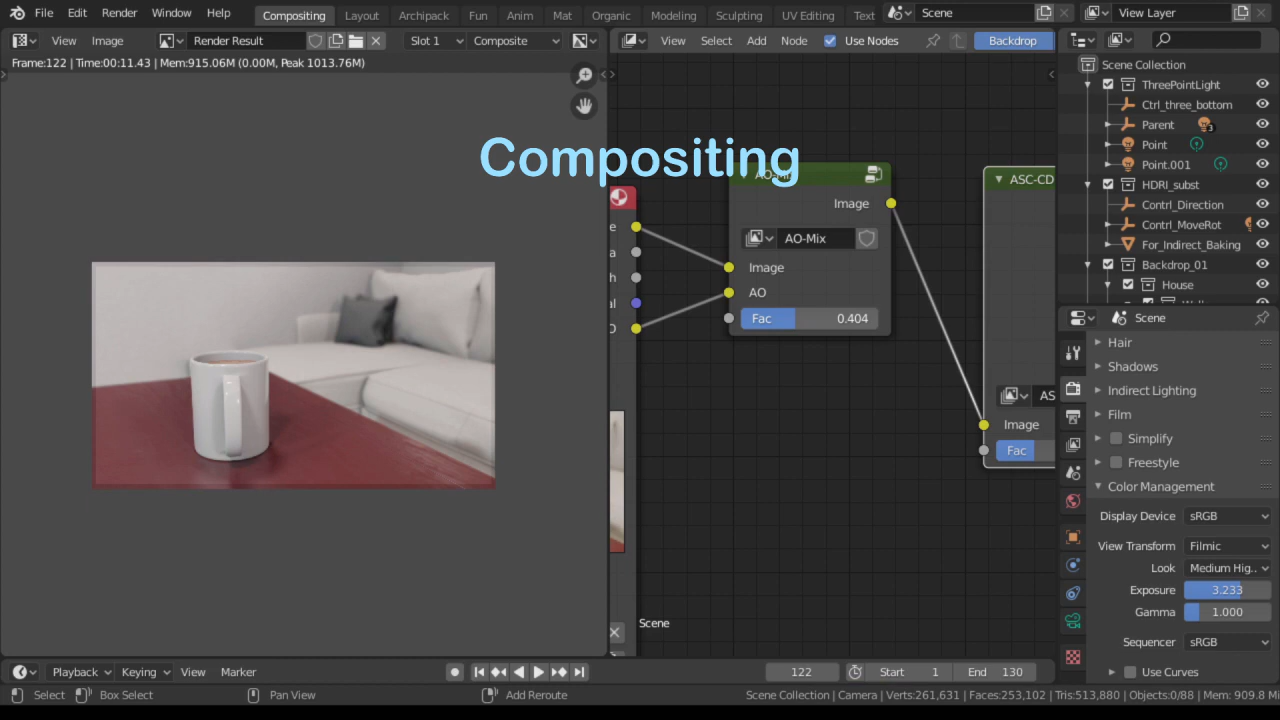 File Edit Render Window Help Compositing Layout Archipack Fun Anim Mat Organic Modeling Sculpting UV Editing Text Scene View Layer
View Image Render Result Slot 1 Composite View Select Add Node Use Nodes Backdrop
Frame:122 | Time:00:11.43 | Mem:915.06M (0.00M, Peak 1013.76M)
Scene Collection
ThreePointLight
Ctrl_three_bottom
Parent 3
Point
Point.001
HDRI_subst
Contrl_Direction
Contrl_MoveRot
For_Indirect_Baking
Backdrop_01
House
Compositing
ASC-CD
Image
AO-Mix
Image
AO
Fac 0.404
AS
Image
Fac
e
a
h
al
O
Scene
Scene
Hair
Shadows
Indirect Lighting
Film
Simplify
Freestyle
Color Management
Display Device sRGB
View Transform Filmic
Look Medium Hig..
Exposure 3.233
Gamma 1.000
Sequencer sRGB
Use Curves
Playback Keying View Marker 122 Start 1 End 130
Select Box Select Pan View Add Reroute Scene Collection | Camera | Verts:261,631 | Faces:253,102 | Tris:513,880 | Objects:0/88 | Mem: 909.8 M